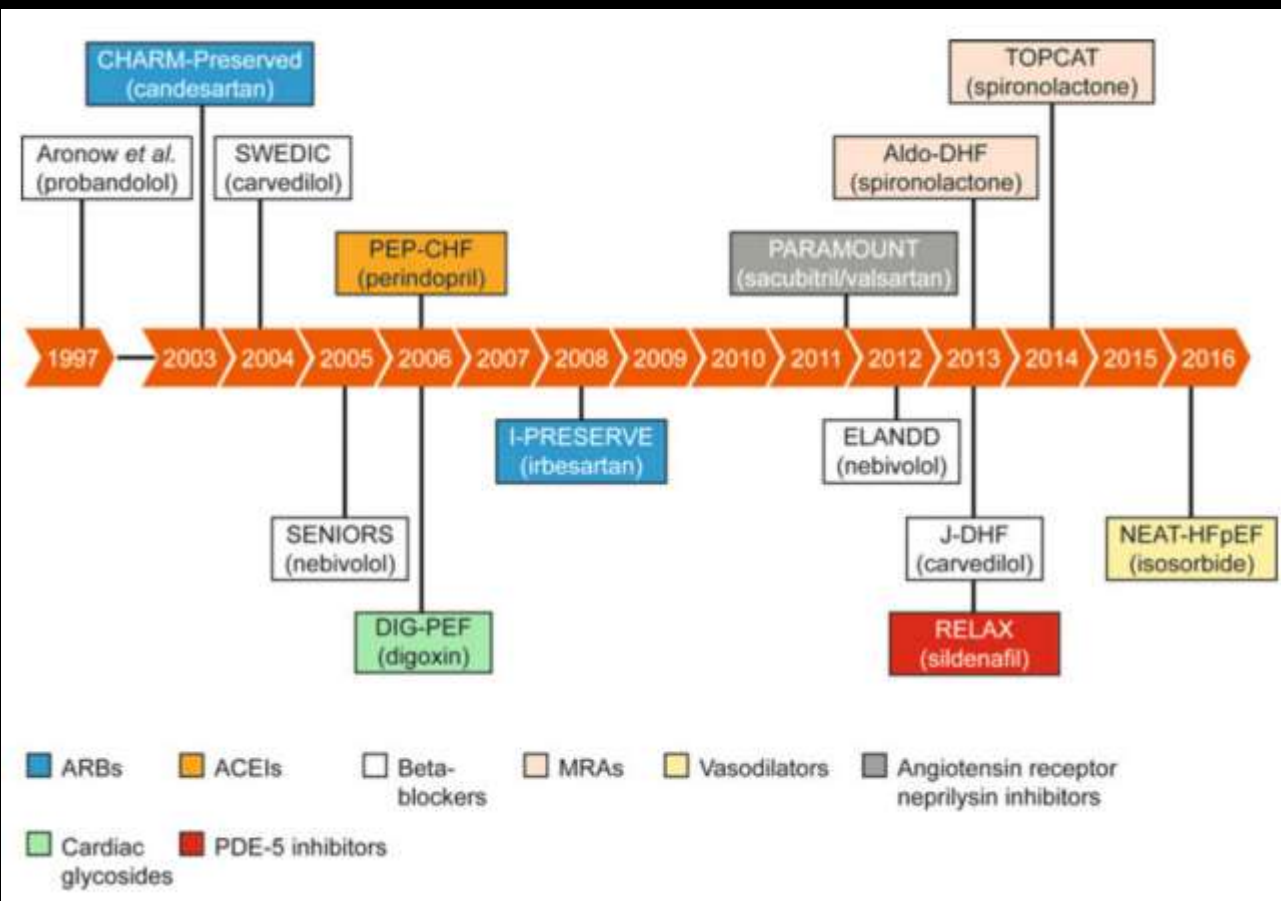 CHARM-Preserved
(candesartan)
TOPCAT
(spironolactone)
Aronow et al.
(probandolol)
SWEDIC
(carvedilol)
Aldo-DHF
(spironolactone)
PEP-CHF
(perindopril)
PARAMOUNT
(sacubitril/valsartan)
1997 2003 2004 2005 2006 2007 2008 2009 2010 2011 2012 2013 2014 2015 2016
I-PRESERVE
(irbesartan)
ELANDD
(nebivolol)
SENIORS
(nebivolol)
J-DHF
(carvedilol)
NEAT-HFpEF
(isosorbide)
DIG-PEF
(digoxin)
RELAX
(sildenafil)
ARBs
ACEIs
Beta-
blockers
MRAs
Vasodilators
Angiotensin receptor
neprilysin inhibitors
Cardiac
glycosides
PDE-5 inhibitors